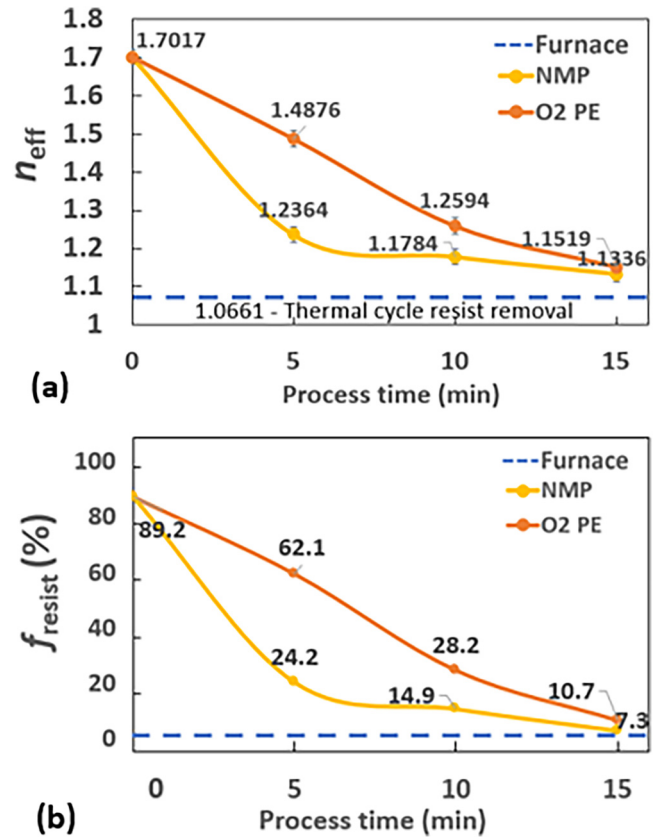 1.8
1.7
1.6
1.5
1.4
1.3
1.2
1.1
1
neff
1.7017
1.4876
1.2364
1.2594
1.1784
1.1519
1.1336
Furnace
NMP
O2 PE
1.0661 - Thermal cycle resist removal
0 5 10 15
Process time (min)
(a)
100
80
60
40
20
0
fresist (%)
89.2
62.1
24.2
28.2
14.9
10.7
7.3
Furnace
NMP
O2 PE
0 5 10 15
Process time (min)
(b)